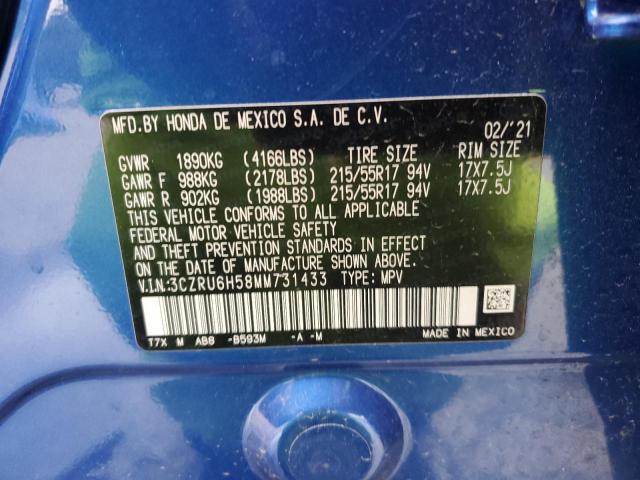 MFD.BY HONDA DE MEXICO S.A. DE C.V.
02/'21
GVWR 1890KG (4166LBS) TIRE SIZE RIM SIZE
GAWR F 988KG (2178LBS) 215/55R17 94V 17X7.5J
GAWR R 902KG (1988LBS) 215/55R17 94V 17X7.5J
THIS VEHICLE CONFORMS TO ALL APPLICABLE
FEDERAL MOTOR VEHICLE SAFETY
AND THEFT PREVENTION STANDARDS IN EFFECT
ON THE DATE OF MANUFACTURE SHOWN ABOVE.
V.I.N:3CZRU6H58MM731433 TYPE: MPV
T7X M AB8 -B593M -A -M MADE IN MEXICO